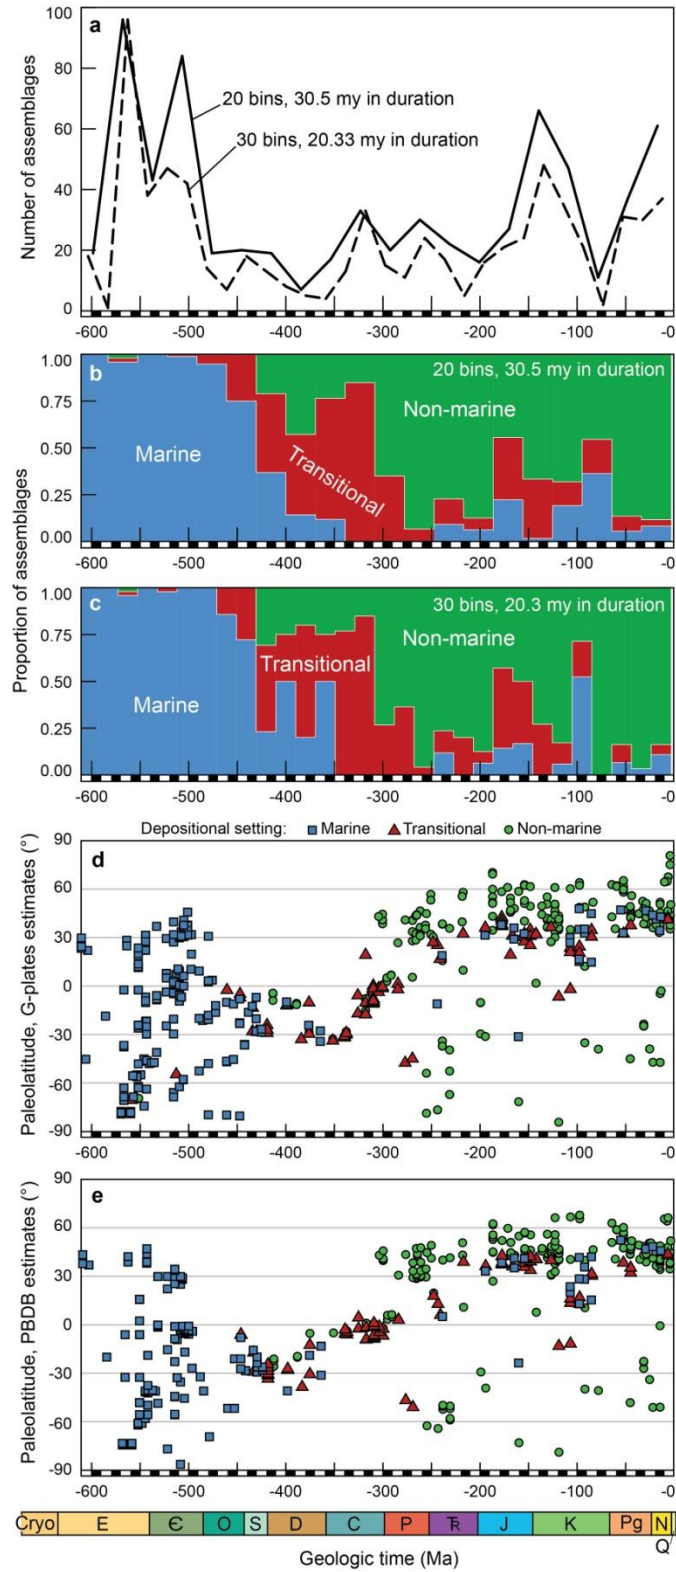 a
100
80
60
40
20
0
Number of assemblages
20 bins, 30.5 my in duration
30 bins, 20.33 my in duration
-600 -500 -400 -300 -200 -100 -0
b
20 bins, 30.5 my in duration
1.00
0.75
0.50
0.25
0.00
Non-marine
Marine
Transitional
-600 -500 -400 -300 -200 -100 -0
Proportion of assemblages
c
30 bins, 20.3 my in duration
1.00
0.75
0.50
0.25
0.00
Non-marine
Transitional
Marine
-600 -500 -400 -300 -200 -100 -0
Depositional setting: Marine Transitional Non-marine
d
90
60
30
0
-30
-60
-90
Paleolatitude, G-plates estimates (°)
-600 -500 -400 -300 -200 -100 -0
e
90
60
30
0
-30
-60
-90
Paleolatitude, PBDB estimates (°)
-600 -500 -400 -300 -200 -100 -0
Cryo E Є O S D C P TR J K Pg N
Q
Geologic time (Ma)